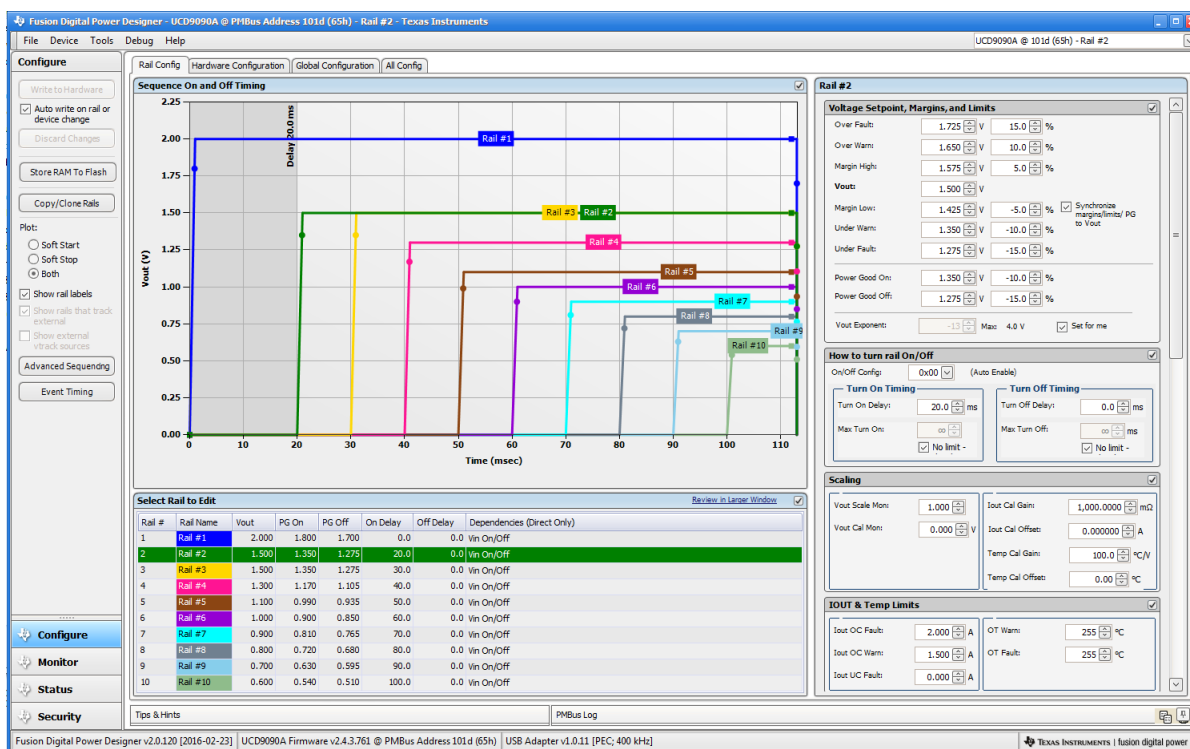 Fusion Digital Power Designer - UCD9090A @ PMBus Address 101d (65h) - Rail #2 - Texas Instruments
File Device Tools Debug Help
UCD9090A @ 101d (65h) - Rail #2
Configure
Write to Hardware
Auto write on rail or
device change
Discard Changes
Store RAM To Flash
Copy/Clone Rails
Plot:
Soft Start
Soft Stop
Both
Show rail labels
Show rails that track
external
Show external
vtrack sources
Advanced Sequencing
Event Timing
Configure
Monitor
Status
Security
Rail Config Hardware Configuration Global Configuration All Config
Sequence On and Off Timing
Vout (V)
2.25
2.00
1.75
1.50
1.25
1.00
0.75
0.50
0.25
0.00
Delay 20.0 ms
Rail #1
Rail #3
Rail #2
Rail #4
Rail #5
Rail #6
Rail #7
Rail #8
Rail #9
Rail #10
0 10 20 30 40 50 60 70 80 90 100 110
Time (msec)
Select Rail to Edit
Review in Larger Window
Rail # Rail Name Vout PG On PG Off On Delay Off Delay Dependencies (Direct Only)
1 Rail #1 2.000 1.800 1.700 0.0 0.0 Vin On/Off
2 Rail #2 1.500 1.350 1.275 20.0 0.0 Vin On/Off
3 Rail #3 1.500 1.350 1.275 30.0 0.0 Vin On/Off
4 Rail #4 1.300 1.170 1.105 40.0 0.0 Vin On/Off
5 Rail #5 1.100 0.990 0.935 50.0 0.0 Vin On/Off
6 Rail #6 1.000 0.900 0.850 60.0 0.0 Vin On/Off
7 Rail #7 0.900 0.810 0.765 70.0 0.0 Vin On/Off
8 Rail #8 0.800 0.720 0.680 80.0 0.0 Vin On/Off
9 Rail #9 0.700 0.630 0.595 90.0 0.0 Vin On/Off
10 Rail #10 0.600 0.540 0.510 100.0 0.0 Vin On/Off
Rail #2
Voltage Setpoint, Margins, and Limits
Over Fault: 1.725 V 15.0 %
Over Warn: 1.650 V 10.0 %
Margin High: 1.575 V 5.0 %
Vout: 1.500 V
Margin Low: 1.425 V -5.0 %
Synchronize
margins/limits/ PG
to Vout
Under Warn: 1.350 V -10.0 %
Under Fault: 1.275 V -15.0 %
Power Good On: 1.350 V -10.0 %
Power Good Off: 1.275 V -15.0 %
Vout Exponent: -13 Max: 4.0 V Set for me
How to turn rail On/Off
On/Off Config: 0x00 (Auto Enable)
Turn On Timing
Turn On Delay: 20.0 ms
Max Turn On: ∞
No limit -
Turn Off Timing
Turn Off Delay: 0.0 ms
Max Turn Off: ∞ ms
No limit -
Scaling
Vout Scale Mon: 1.000
Vout Cal Mon: 0.000 V
Iout Cal Gain: 1,000.0000 mΩ
Iout Cal Offset: 0.000000 A
Temp Cal Gain: 100.0 ºC/V
Temp Cal Offset: 0.00 ºC
IOUT & Temp Limits
Iout OC Fault: 2.000 A
Iout OC Warn: 1.500 A
Iout UC Fault: 0.000 A
OT Warn: 255 ºC
OT Fault: 255 ºC
Tips & Hints
PMBus Log
Fusion Digital Power Designer v2.0.120 [2016-02-23] UCD9090A Firmware v2.4.3.761 @ PMBus Address 101d (65h) USB Adapter v1.0.11 [PEC; 400 kHz]
TEXAS INSTRUMENTS | fusion digital power